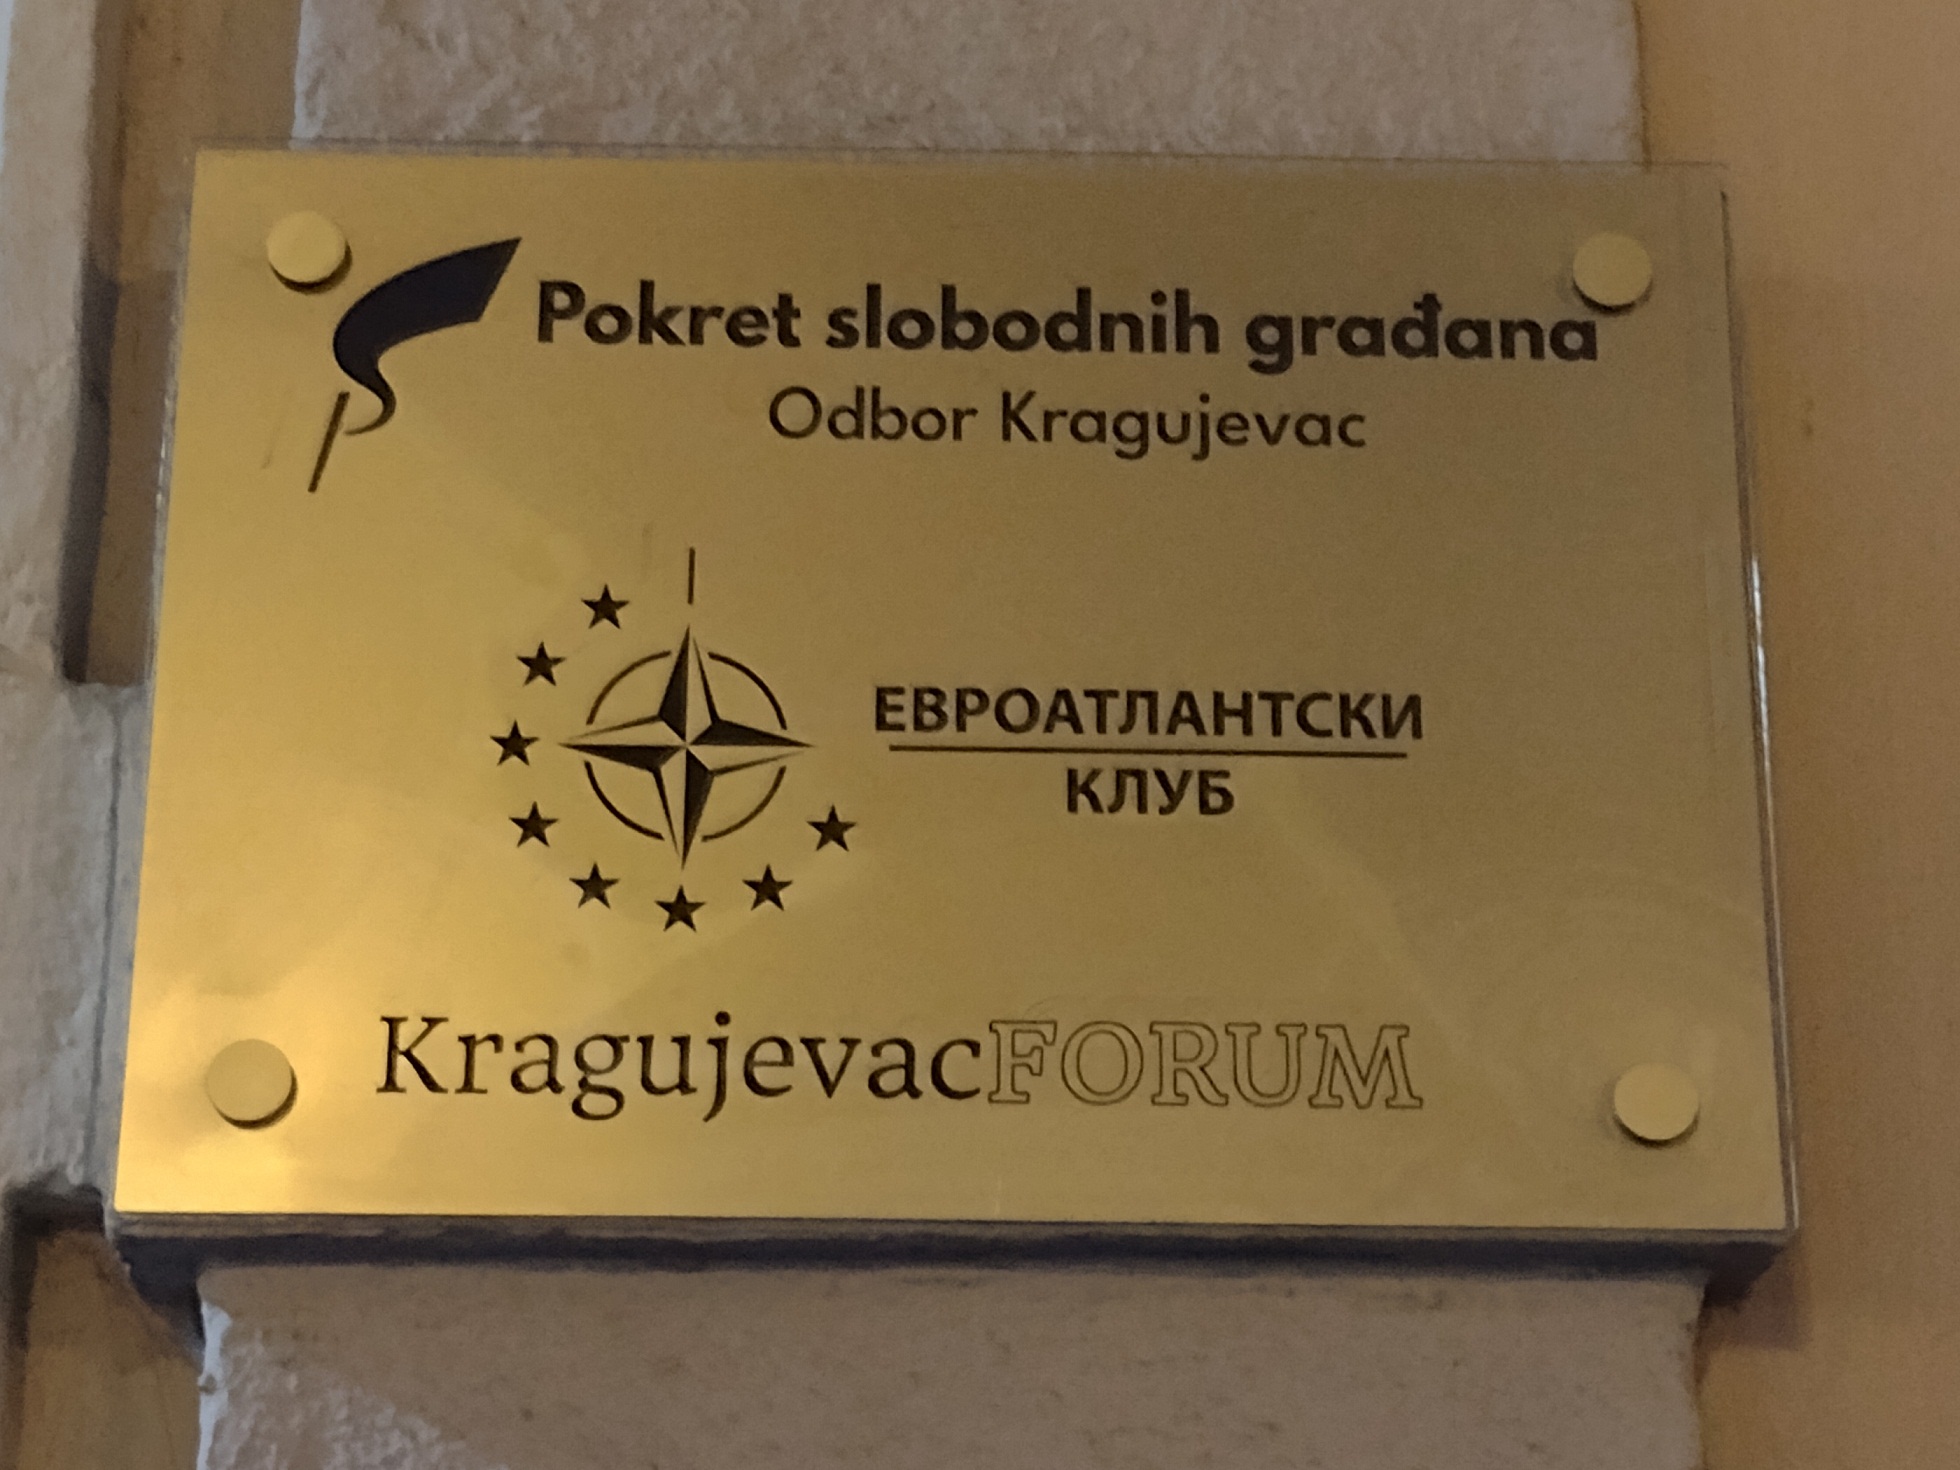 Pokret slobodnih građana
Odbor Kragujevac
ЕВРОАТЛАНТСКИ
КЛУБ
KragujevacFORUM